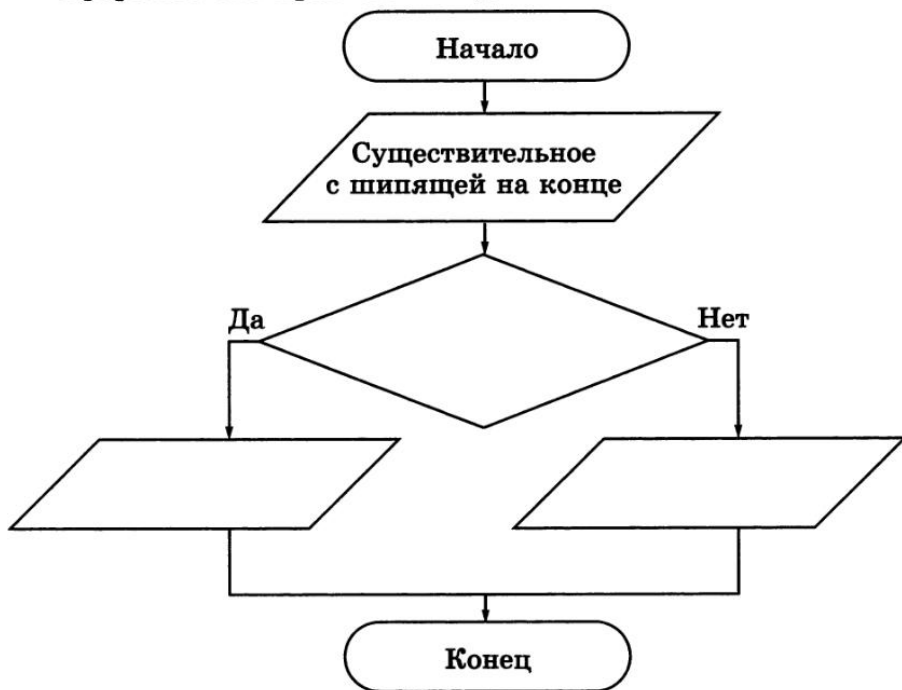 Начало
Существительное
с шипящей на конце
Да
Нет
Конец